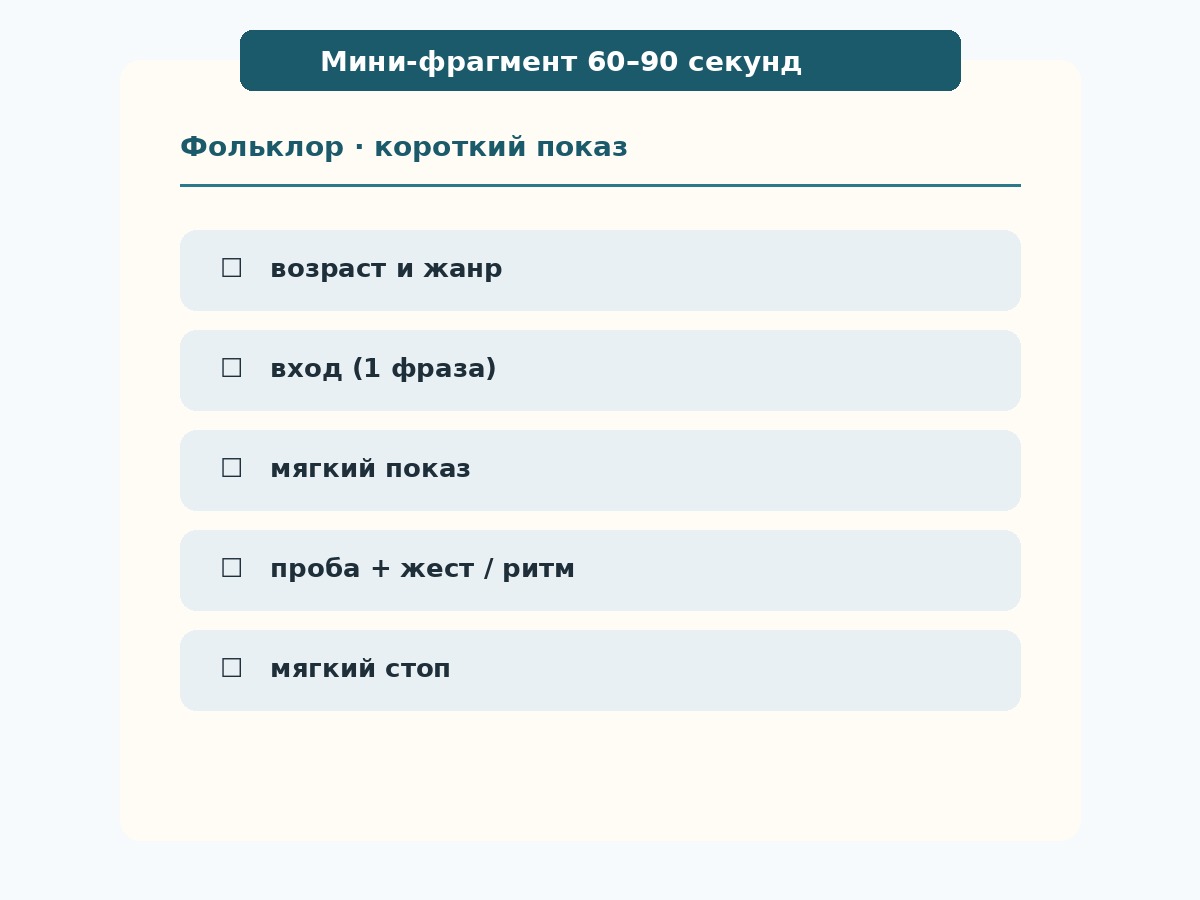 Мини-фрагмент 60–90 секунд
Фольклор · короткий показ
☐ возраст и жанр
☐ вход (1 фраза)
☐ мягкий показ
☐ проба + жест / ритм
☐ мягкий стоп